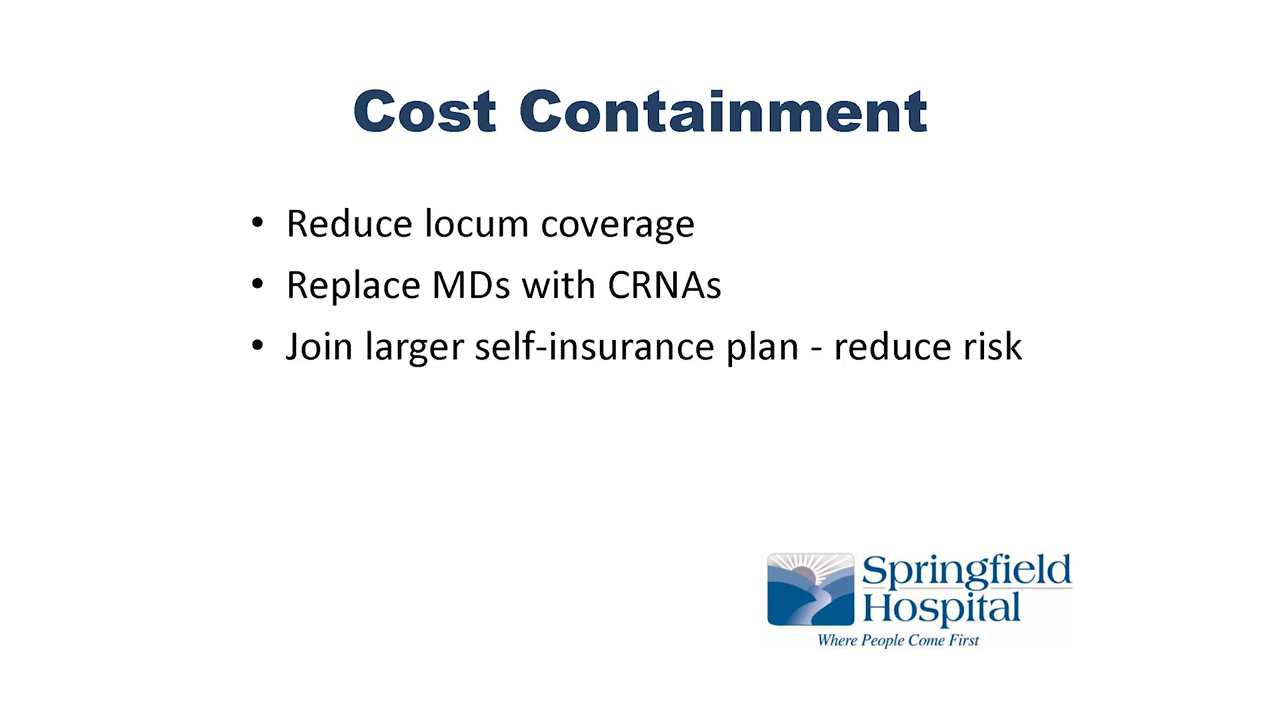 Cost Containment
• Reduce locum coverage
• Replace MDs with CRNAs
• Join larger self-insurance plan - reduce risk
Springfield
Hospital
Where People Come First